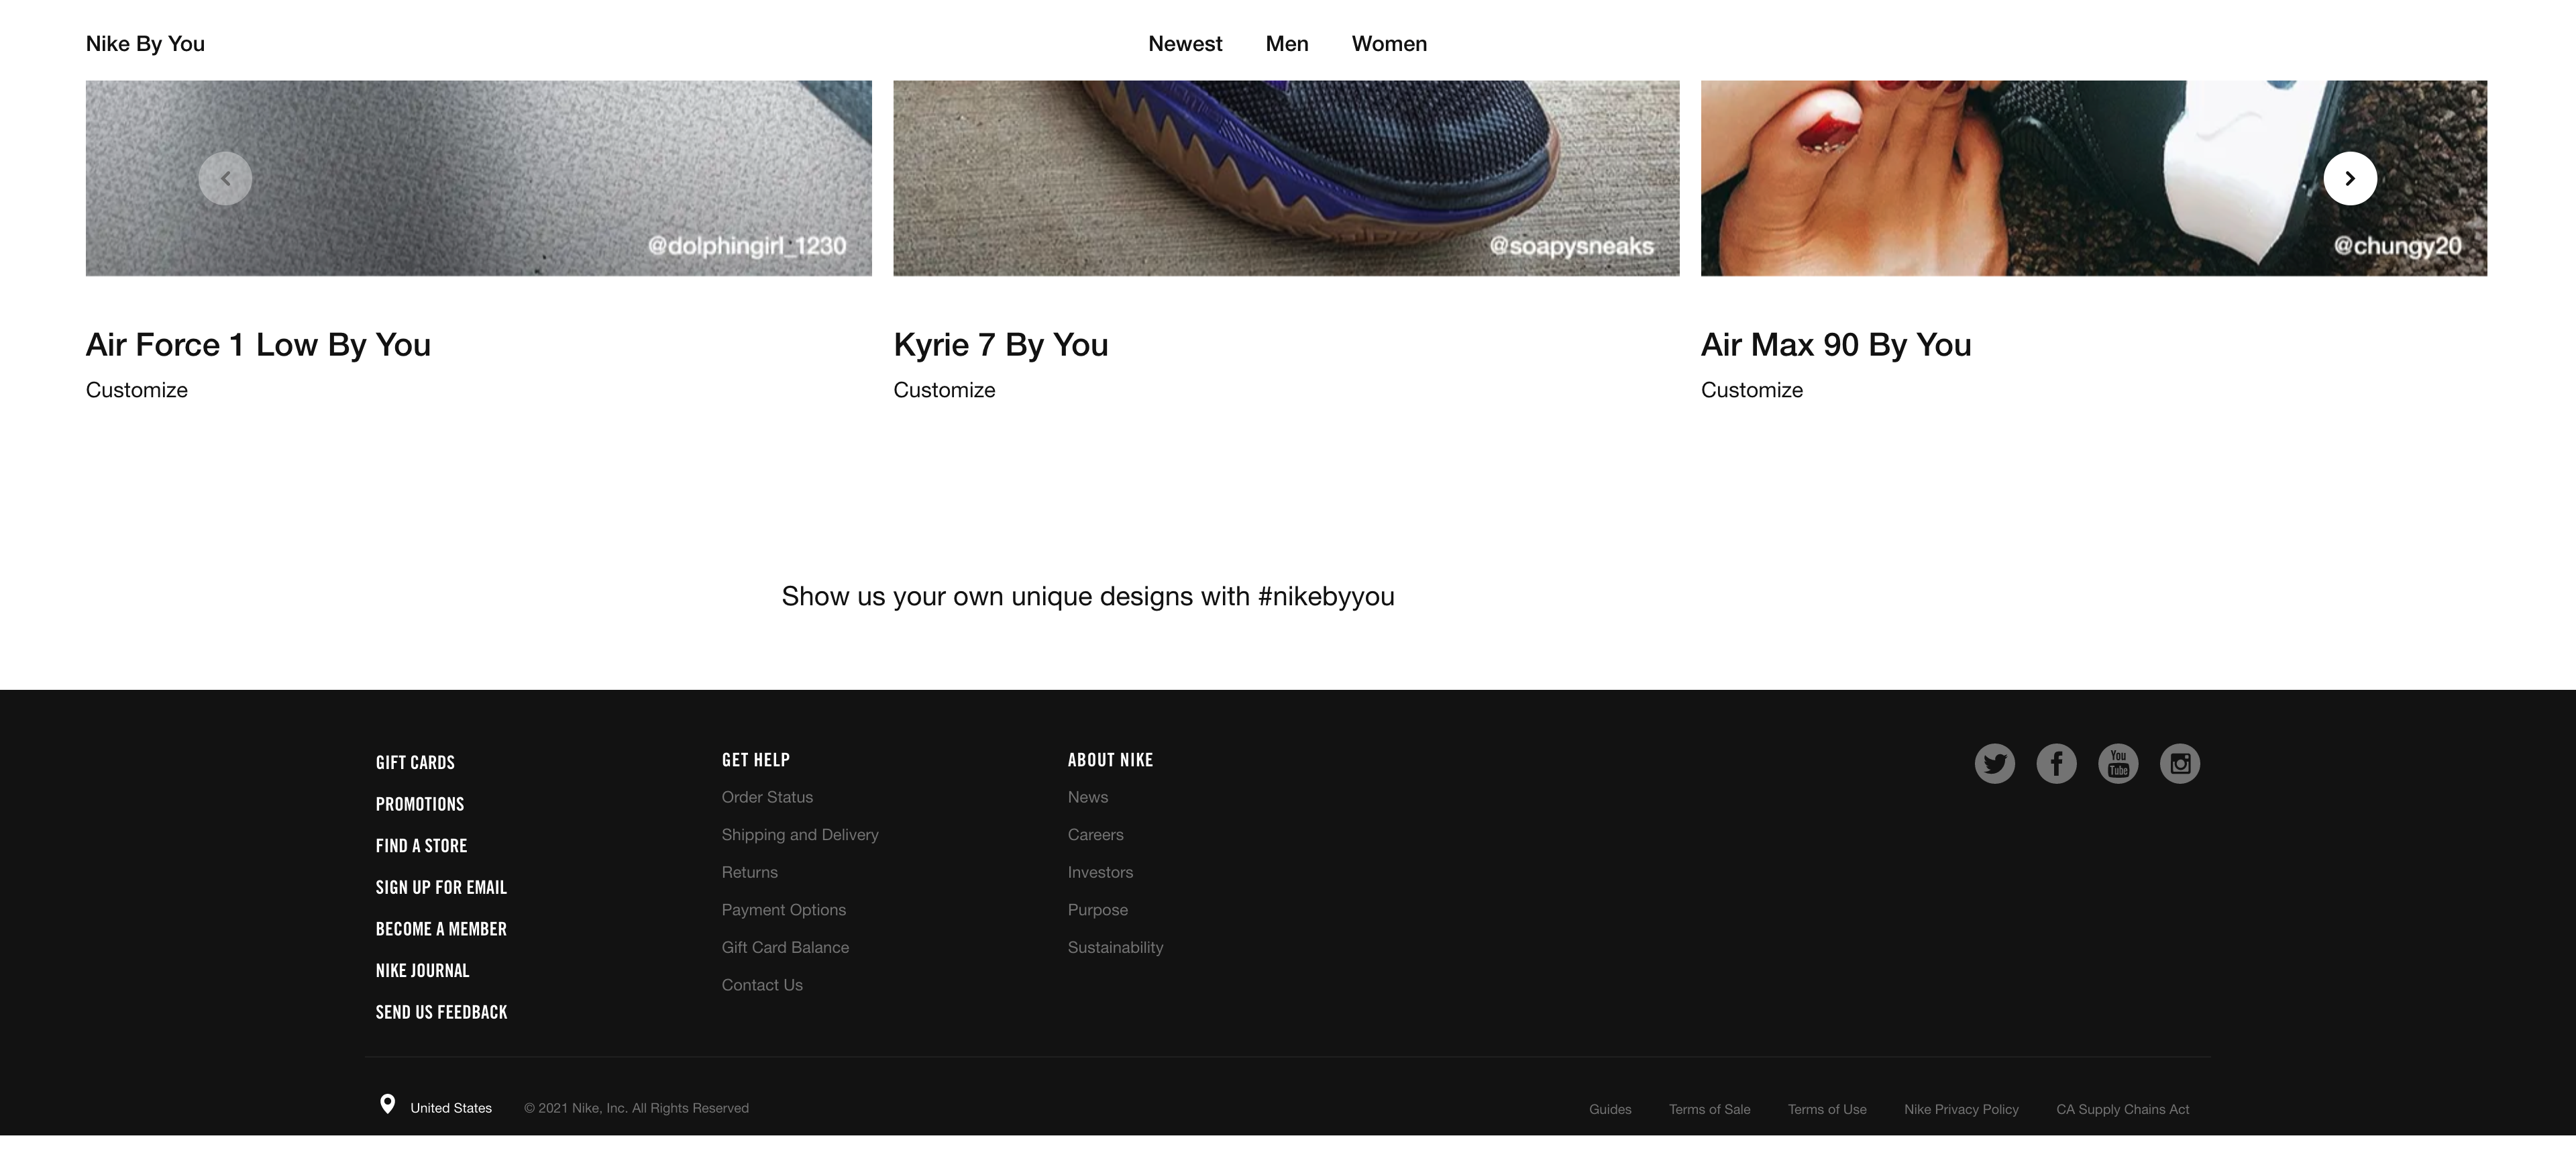 Nike By You
Newest Men Women
@dolphingirl_1230
@soapysneaks
@chungy20
Air Force 1 Low By You
Customize
Kyrie 7 By You
Customize
Air Max 90 By You
Customize
Show us your own unique designs with #nikebyyou
GIFT CARDS
PROMOTIONS
FIND A STORE
SIGN UP FOR EMAIL
BECOME A MEMBER
NIKE JOURNAL
SEND US FEEDBACK
GET HELP
Order Status
Shipping and Delivery
Returns
Payment Options
Gift Card Balance
Contact Us
ABOUT NIKE
News
Careers
Investors
Purpose
Sustainability
You
Tube
United States
© 2021 Nike, Inc. All Rights Reserved
Guides
Terms of Sale
Terms of Use
Nike Privacy Policy
CA Supply Chains Act